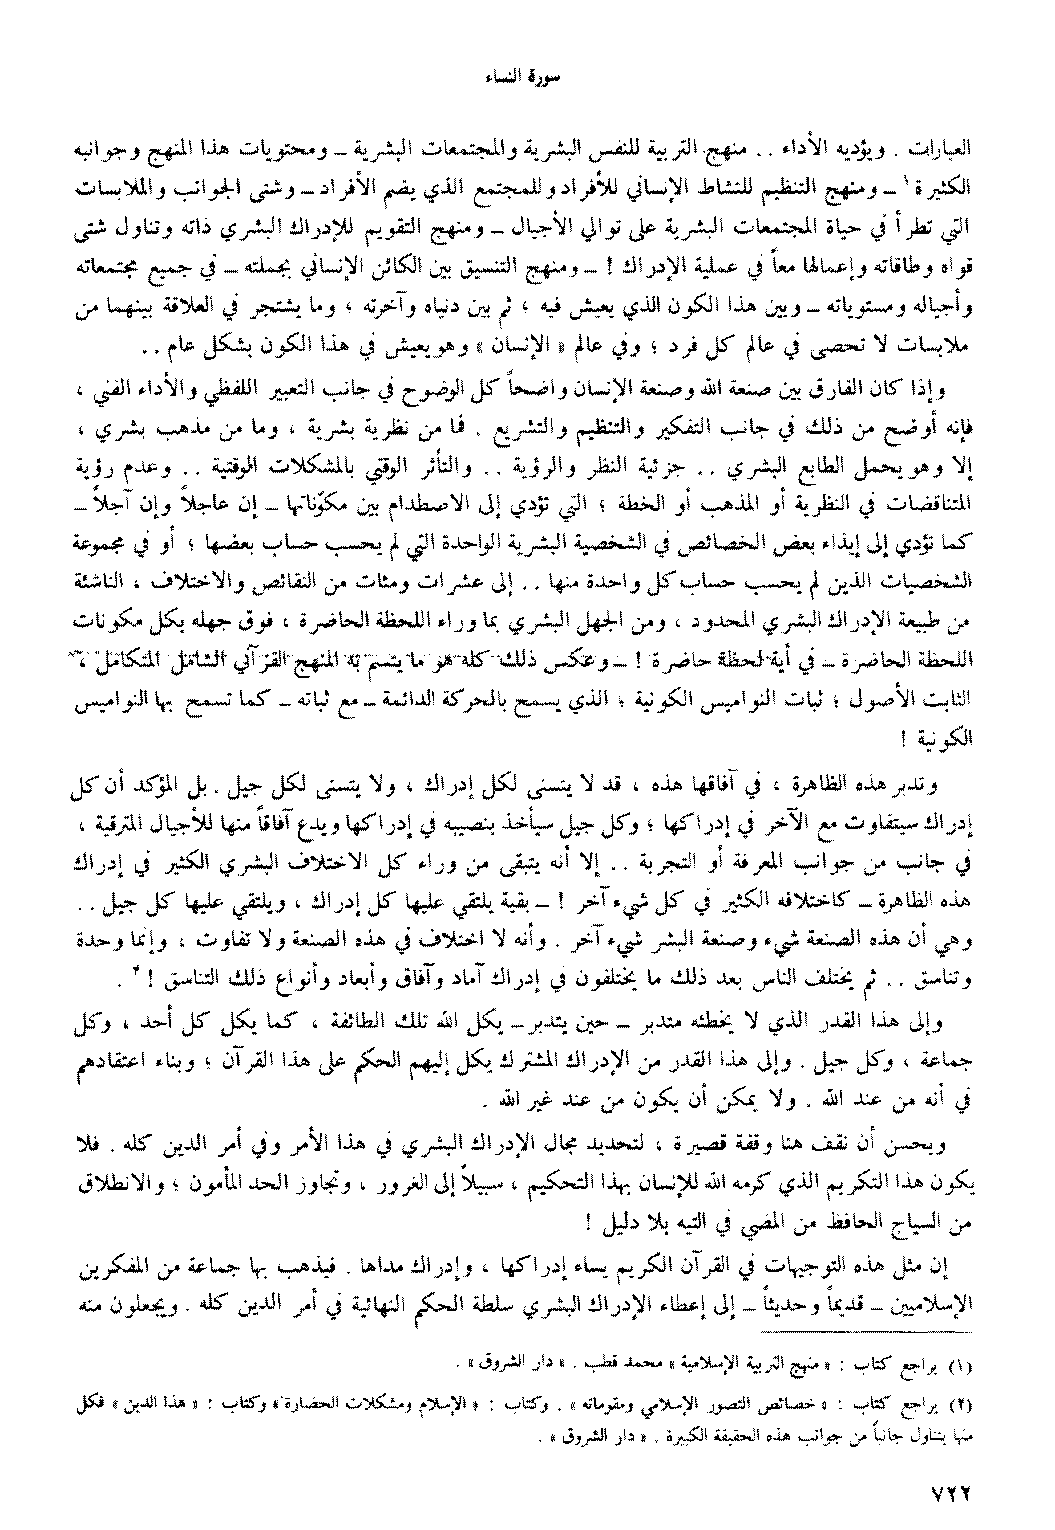 سورة النساء
العبارات . ويؤديه الأداء .. منهج التربية للنفس البشرية والمجتمعات البشرية – ومحتويات هذا المنهج وجوانبه
الكثيرة ١ – ومنهج التنظيم للنشاط الإنساني للأفراد وللمجتمع الذي يضم الأفراد – وشتى الجوانب والملابسات
التي تطرأ في حياة المجتمعات البشرية على توالي الأجيال – ومنهج التقويم للإدراك البشري ذاته وتناول شتى
قواه وطاقاته وإعمالها معاً في عملية الإدراك ! – ومنهج التنسيق بين الكائن الإنساني بجملته – في جميع مجتمعاته
وأجياله ومستوياته – وبين هذا الكون الذي يعيش فيه ؛ ثم بين دنياه وآخرته ؛ وما يشتجر في العلاقة بينهما من
ملابسات لا تحصى في عالم كل فرد ؛ وفي عالم « الإنسان » وهو يعيش في هذا الكون بشكل عام ..
وإذا كان الفارق بين صنعة الله وصنعة الإنسان واضحاً كل الوضوح في جانب التعبير اللفظي والأداء الفني ،
فإنه أوضح من ذلك في جانب التفكير والتنظيم والتشريع . فما من نظرية بشرية ، وما من مذهب بشري ،
إلا وهو يحمل الطابع البشري .. جزئية النظر والرؤية .. والتأثر الوقتي بالمشكلات الوقتية .. وعدم رؤية
المتناقضات في النظرية أو المذهب أو الخطة ؛ التي تؤدي إلى الاصطدام بين مكوّناتها – إن عاجلاً وإن آجلاً –
كما تؤدي إلى إيذاء بعض الخصائص في الشخصية البشرية الواحدة التي لم يحسب حساب بعضها ؛ أو في مجموعة
الشخصيات الذين لم يحسب حساب كل واحدة منها .. إلى عشرات ومئات من النقائص والاختلاف ، الناشئة
من طبيعة الإدراك البشري المحدود ، ومن الجهل البشري بما وراء اللحظة الحاضرة ، فوق جهله بكل مكونات
اللحظة الحاضرة – في أية لحظة حاضرة ! – وعكس ذلك كله هو ما يتسم به المنهج القرآني الشامل المتكامل ،
الثابت الأصول ؛ ثبات النواميس الكونية ؛ الذي يسمح بالحركة الدائمة – مع ثباته – كما تسمح بها النواميس
الكونية !
وتدبر هذه الظاهرة ، في آفاقها هذه ، قد لا يتسنى لكل إدراك ، ولا يتسنى لكل جيل . بل المؤكد أن كل
إدراك سيتفاوت مع الآخر في إدراكها ؛ وكل جيل سيأخذ بنصيبه في إدراكها ويدع آفاقاً منها للأجيال المترقية ،
في جانب من جوانب المعرفة أو التجربة .. إلا أنه يتبقى من وراء كل الاختلاف البشري الكثير في إدراك
هذه الظاهرة – كاختلافه الكثير في كل شيء آخر ! – بقية يلتقي عليها كل إدراك ، ويلتقي عليها كل جيل ..
وهي أن هذه الصنعة شيء وصنعة البشر شيء آخر . وأنه لا اختلاف في هذه الصنعة ولا تفاوت ، وإنما وحدة
وتناسق .. ثم يختلف الناس بعد ذلك ما يختلفون في إدراك آماد وآفاق وأبعاد وأنواع ذلك التناسق ! ٢ .
وإلى هذا القدر الذي لا يخطئه متدبر – حين يتدبر – يكل الله تلك الطائفة ، كما يكل كل أحد ، وكل
جماعة ، وكل جيل . وإلى هذا القدر من الإدراك المشترك يكل إليهم الحكم على هذا القرآن ؛ وبناء اعتقادهم
في أنه من عند الله . ولا يمكن أن يكون من عند غير الله .
ويحسن أن نقف هنا وقفة قصيرة ، لتحديد مجال الإدراك البشري في هذا الأمر وفي أمر الدين كله . فلا
يكون هذا التكريم الذي كرمه الله للإنسان بهذا التحكيم ، سبيلاً إلى الغرور ، وتجاوز الحد المأمون ؛ والانطلاق
من السياج الحافظ من المضي في التيه بلا دليل !
إن مثل هذه التوجيهات في القرآن الكريم يساء إدراكها ، وإدراك مداها . فيذهب بها جماعة من المفكرين
الإسلاميين – قديماً وحديثاً – إلى إعطاء الإدراك البشري سلطة الحكم النهائية في أمر الدين كله . ويجعلون منه
(١) يراجع كتاب : « منهج التربية الإسلامية » محمد قطب . « دار الشروق » .
(٢) يراجع كتاب : « خصائص التصور الإسلامي ومقوماته » . وكتاب : « الإسلام ومشكلات الحضارة » وكتاب : « هذا الدين » فكل
منها يتناول جانباً من جوانب هذه الحقيقة الكبيرة . « دار الشروق » .
٧٢٢